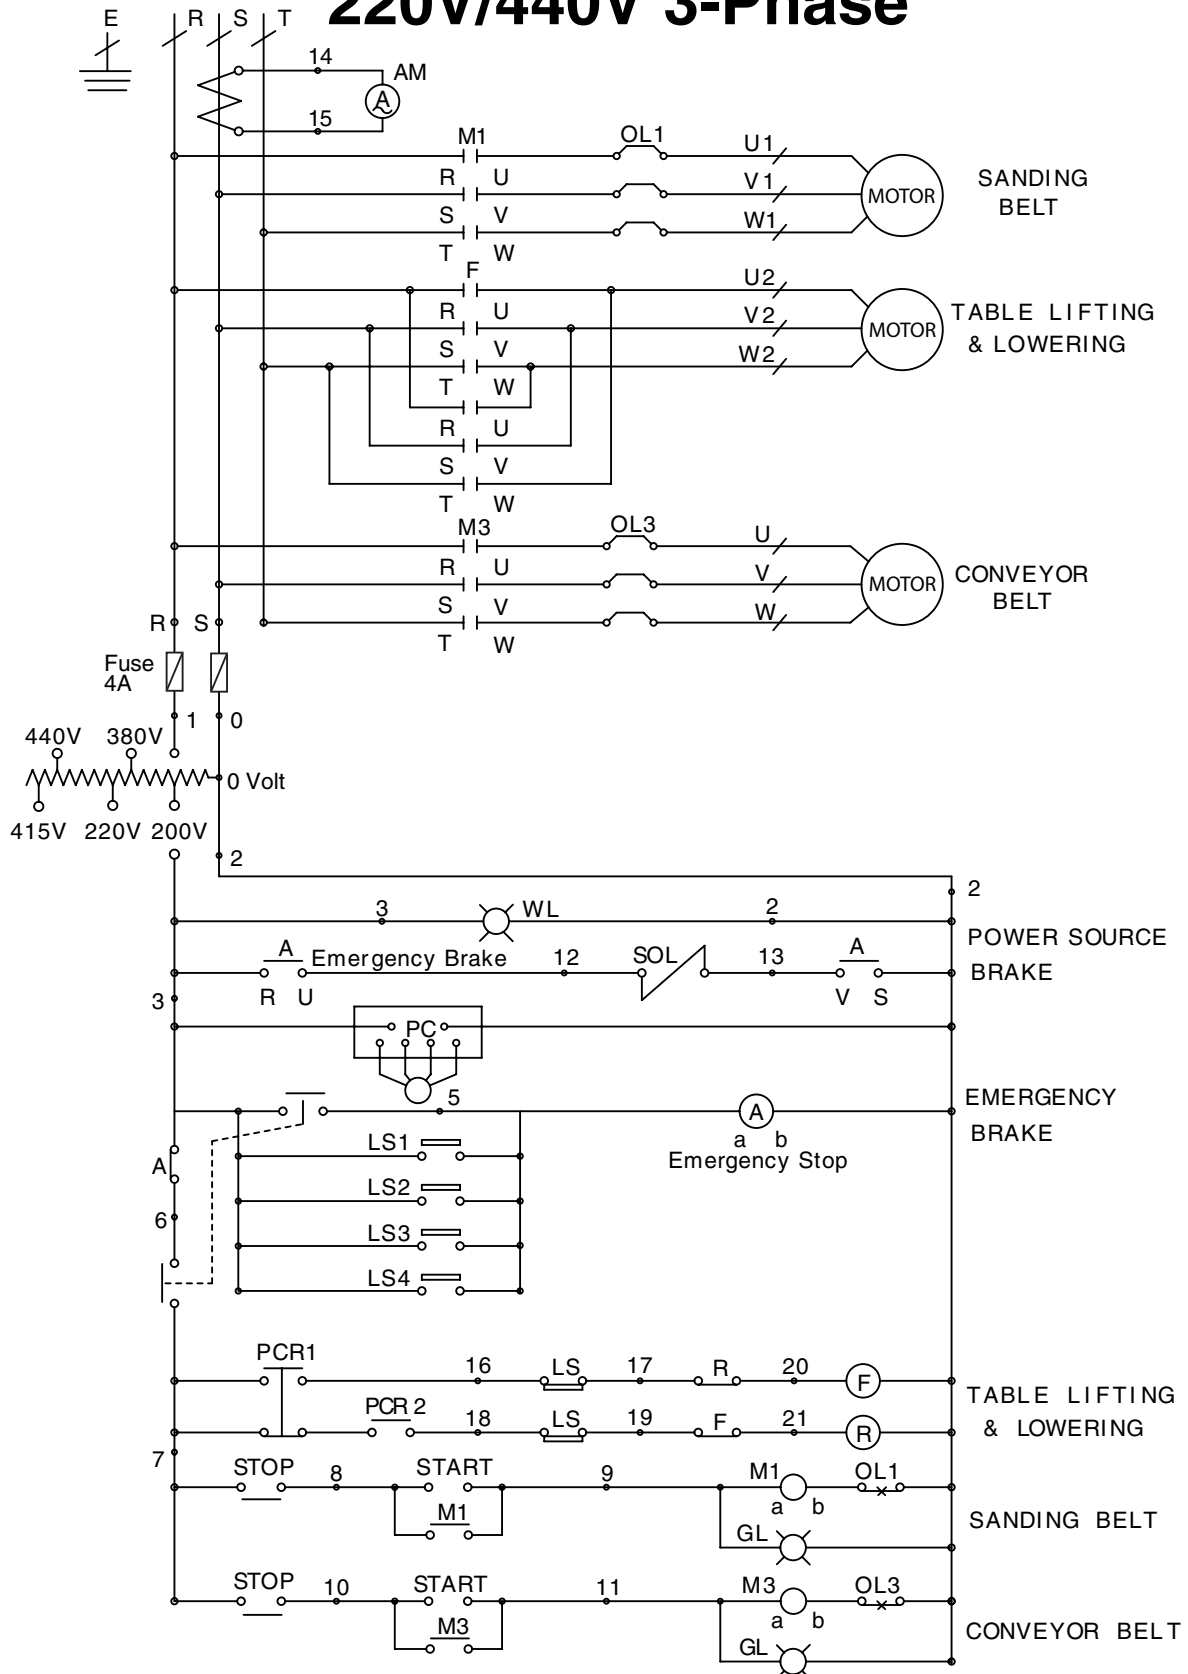 220V/440V 3-Phase
E R S T
14
AM
A
15
M1 OL1 U1
R U V1
S V W1
T W
MOTOR
SANDING
BELT
F U2
R U V2
S V W2
T W
R U
S V
T W
MOTOR
TABLE LIFTING
& LOWERING
M3 OL3 U
R U V
S V W
T W
MOTOR
CONVEYOR
BELT
R S
Fuse
4A
1 0
440V 380V
0 Volt
415V 220V 200V
2
2
3 WL 2
POWER SOURCE
A Emergency Brake 12 SOL 13 A
BRAKE
R U V S
3
PC
5 A
EMERGENCY
BRAKE
a b
Emergency Stop
LS1
A
LS2
6
LS3
LS4
PCR1 16 LS 17 R 20 F
TABLE LIFTING
& LOWERING
PCR 2 18 LS 19 F 21 R
7
STOP 8 START 9 M1 OL1
a b
M1
GL
SANDING BELT
STOP 10 START 11 M3 OL3
a b
M3
GL
CONVEYOR BELT